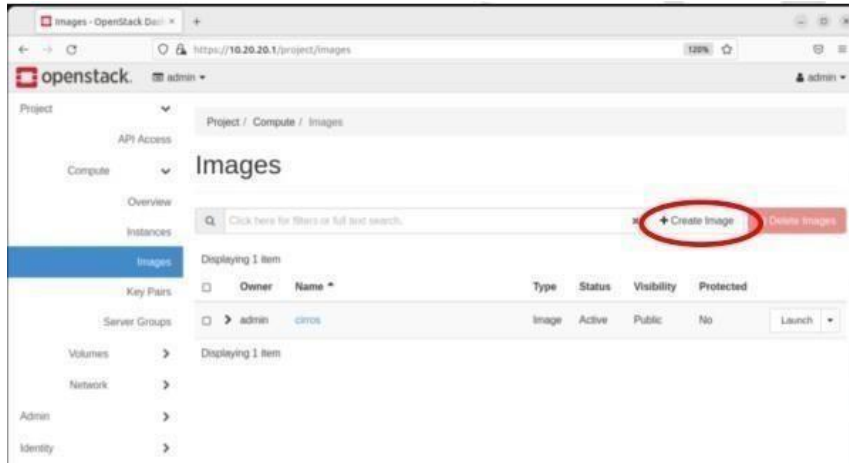 Images - OpenStack Dash
https://10.20.20.1/project/images
120%
openstack.
admin
admin
Project
API Access
Compute
Overview
Instances
Images
Key Pairs
Server Groups
Volumes
Network
Admin
Identity
Project / Compute / Images
Images
Click here for filters or full text search.
+ Create Image
Delete Images
Displaying 1 item
Owner Name Type Status Visibility Protected
admin cirros Image Active Public No Launch
Displaying 1 item